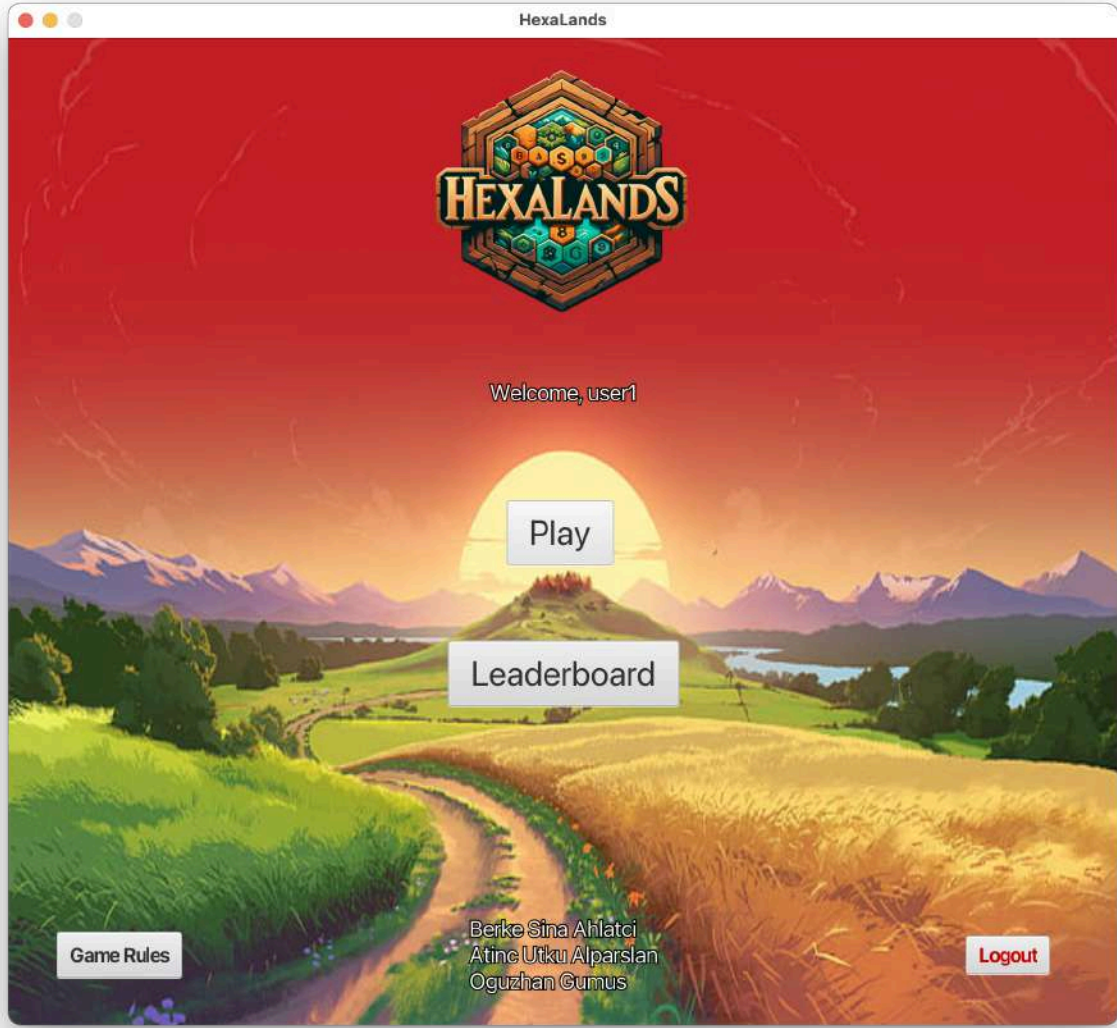 HexaLands
HEXALANDS
Welcome, user1
Play
Leaderboard
Berke Sina Ahlatci
Atinc Utku Alparslan
Oguzhan Gumus
Game Rules
Logout